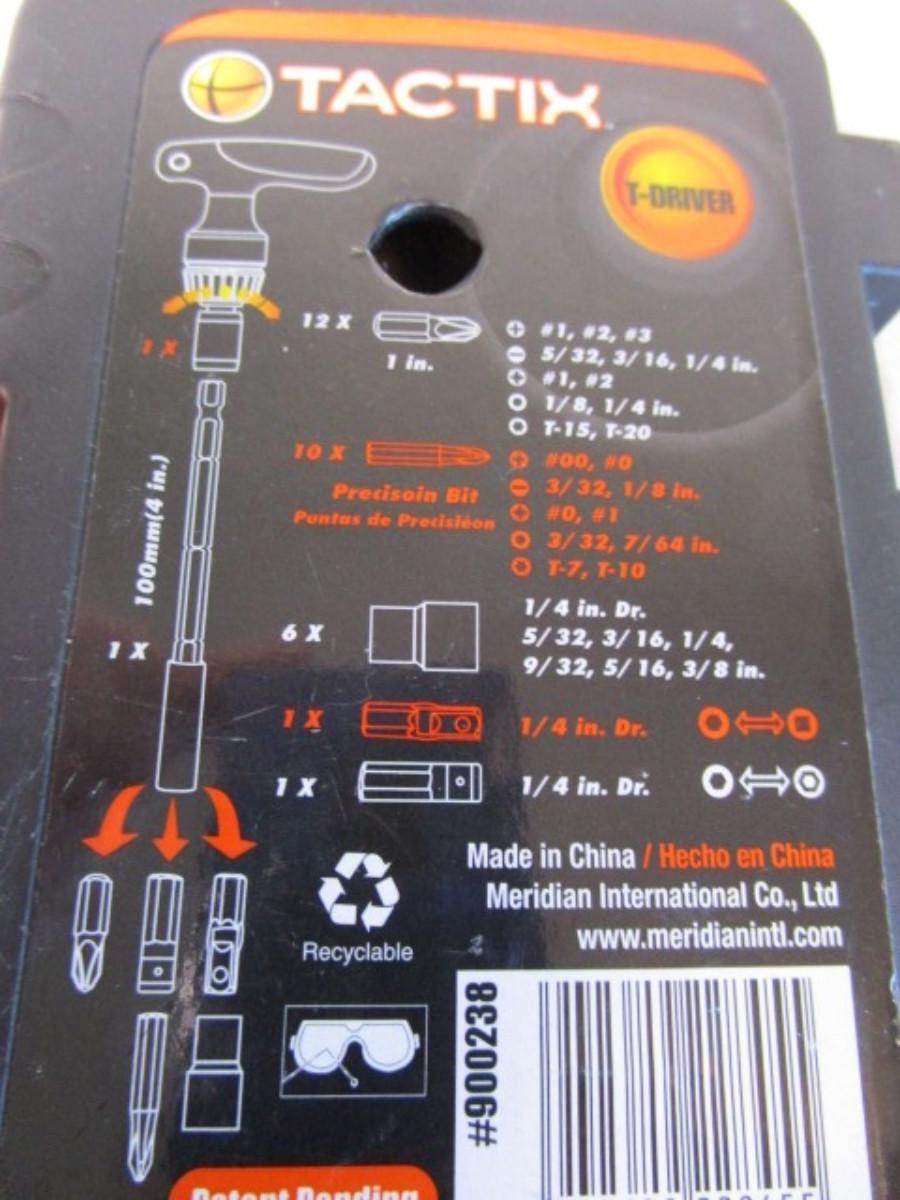 TACTIX
T-DRIVER
1 X
12 X
1 in.
#1, #2, #3
5/32, 3/16, 1/4 in.
#1, #2
1/8, 1/4 in.
T-15, T-20
100mm(4 in.)
10 X
Precisoin Bit
Puntas de Precisiéon
#00, #0
3/32, 1/8 in.
#0, #1
3/32, 7/64 in.
T-7, T-10
1 X
6 X
1/4 in. Dr.
5/32, 3/16, 1/4,
9/32, 5/16, 3/8 in.
1 X
1/4 in. Dr.
1 X
1/4 in. Dr.
Recyclable
Made in China / Hecho en China
Meridian International Co., Ltd
www.meridianintl.com
#900238
Patent Pending